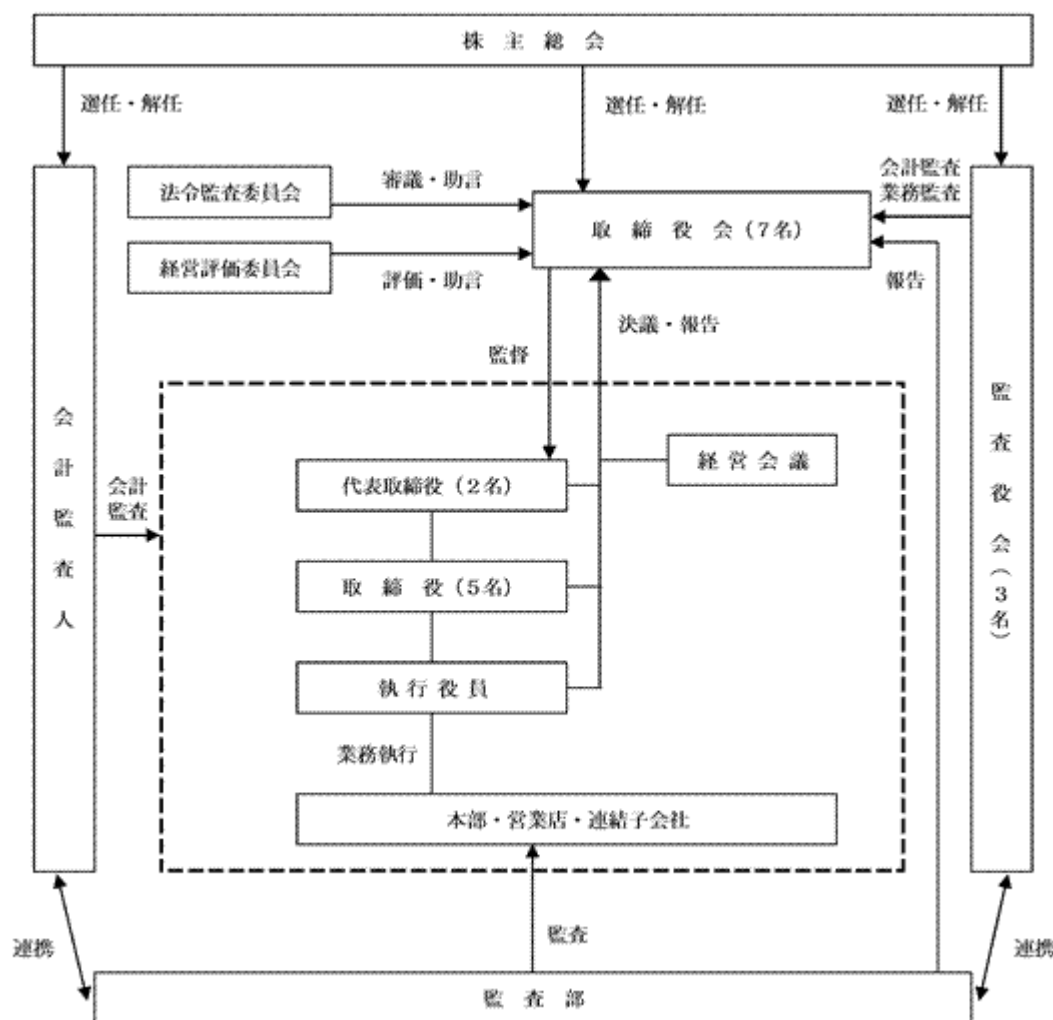 株主総会
選任・解任
選任・解任
選任・解任
法令監査委員会
審議・助言
会計監査
業務監査
取締役会(7名)
経営評価委員会
評価・助言
報告
決議・報告
監督
会計監査人
監査役会(3名)
経営会議
代表取締役(2名)
会計
監査
取締役(5名)
執行役員
業務執行
本部・営業店・連結子会社
連携
監査
連携
監査部